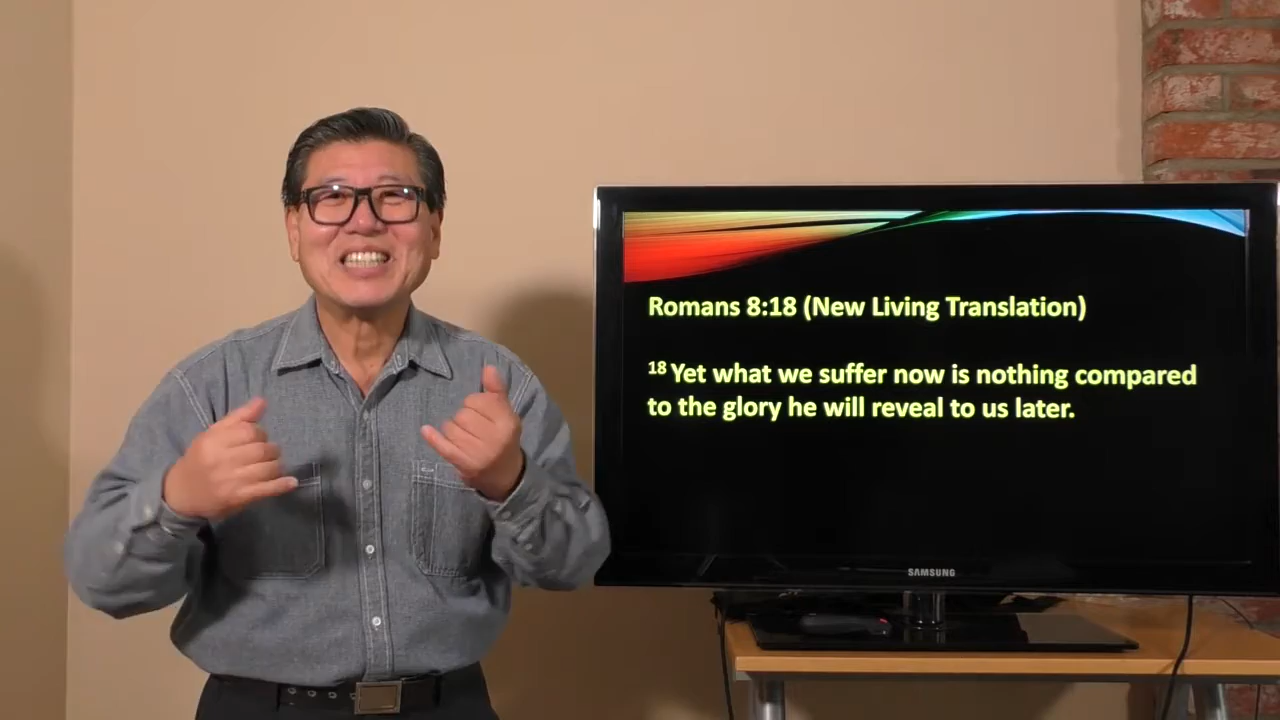 Romans 8:18 (New Living Translation)
18 Yet what we suffer now is nothing compared
to the glory he will reveal to us later.
SAMSUNG